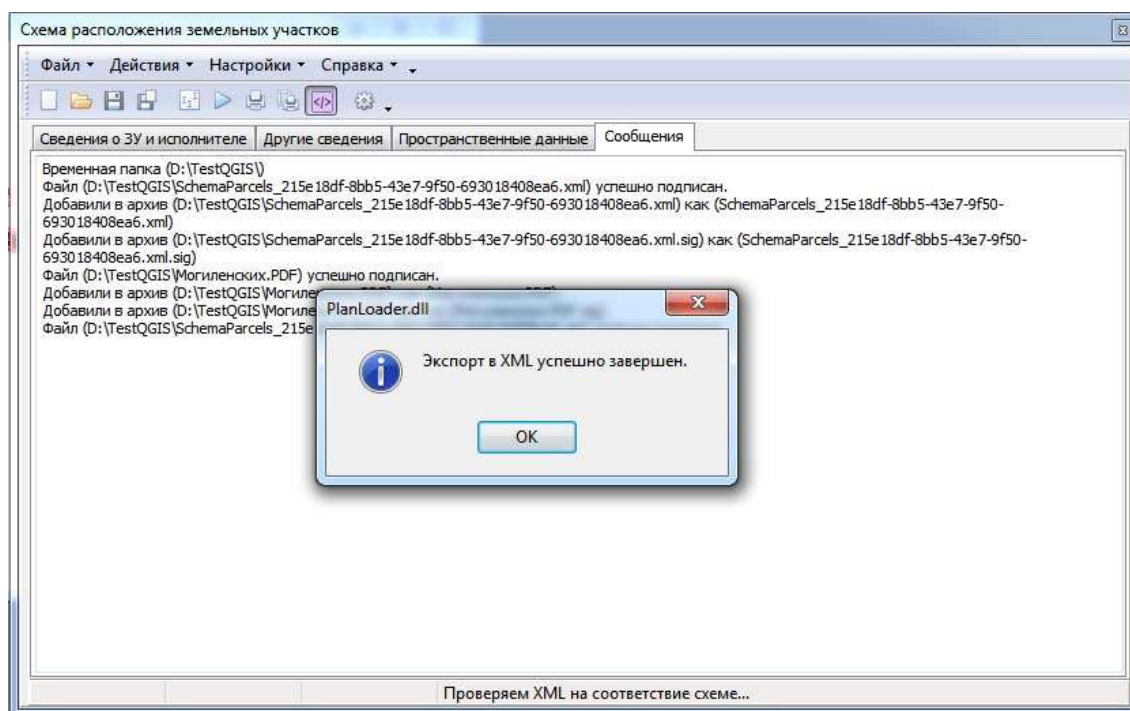 Схема расположения земельных участков
Файл Действия Настройки Справка
Сведения о ЗУ и исполнителе Другие сведения Пространственные данные Сообщения
Временная папка (D:\TestQGIS\)
Файл (D:\TestQGIS\SchemaParcels_215e18df-8bb5-43e7-9f50-693018408ea6.xml) успешно подписан.
Добавили в архив (D:\TestQGIS\SchemaParcels_215e18df-8bb5-43e7-9f50-693018408ea6.xml) как (SchemaParcels_215e18df-8bb5-43e7-9f50-
693018408ea6.xml)
Добавили в архив (D:\TestQGIS\SchemaParcels_215e18df-8bb5-43e7-9f50-693018408ea6.xml.sig) как (SchemaParcels_215e18df-8bb5-43e7-9f50-
693018408ea6.xml.sig)
Файл (D:\TestQGIS\Могиленских.PDF) успешно подписан.
Добавили в архив (D:\TestQGIS\Могиле
Добавили в архив (D:\TestQGIS\Могиле
Файл (D:\TestQGIS\SchemaParcels_215e
PlanLoader.dll
Экспорт в XML успешно завершен.
OK
Проверяем XML на соответствие схеме...